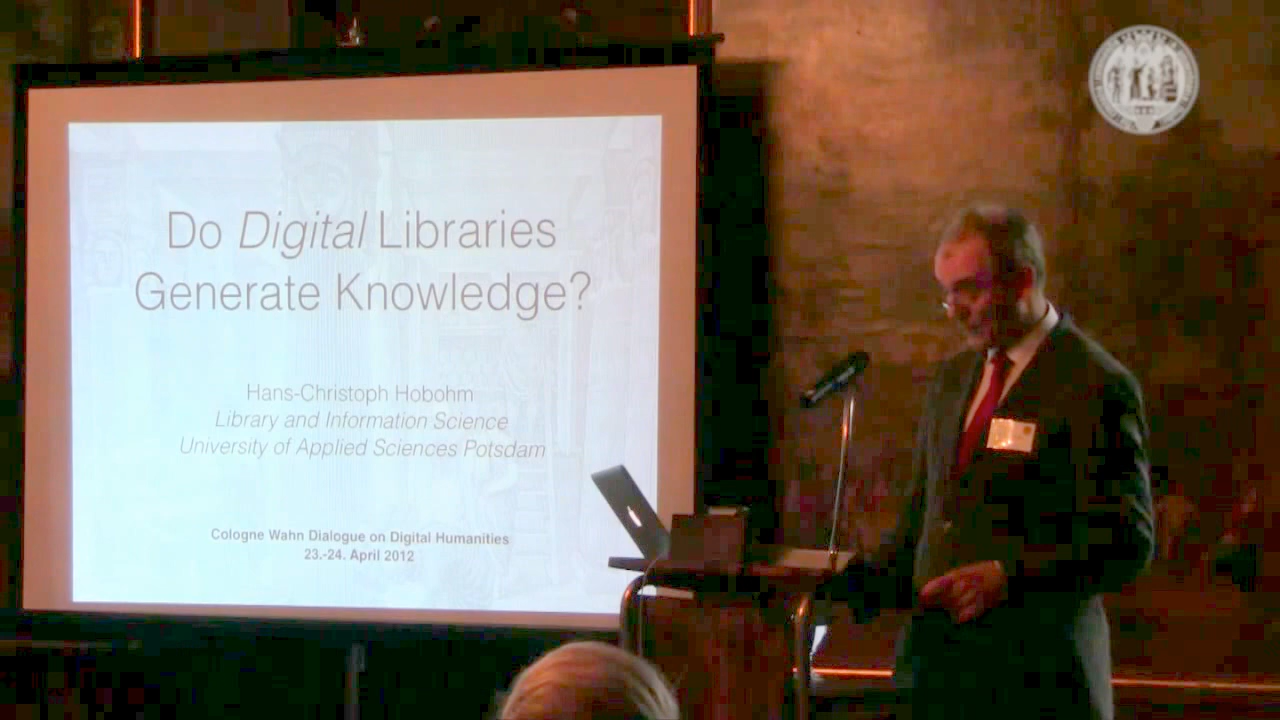 Do Digital Libraries
Generate Knowledge?
Hans-Christoph Hobohm
Library and Information Science
University of Applied Sciences Potsdam
Cologne Wahn Dialogue on Digital Humanities
23.-24. April 2012